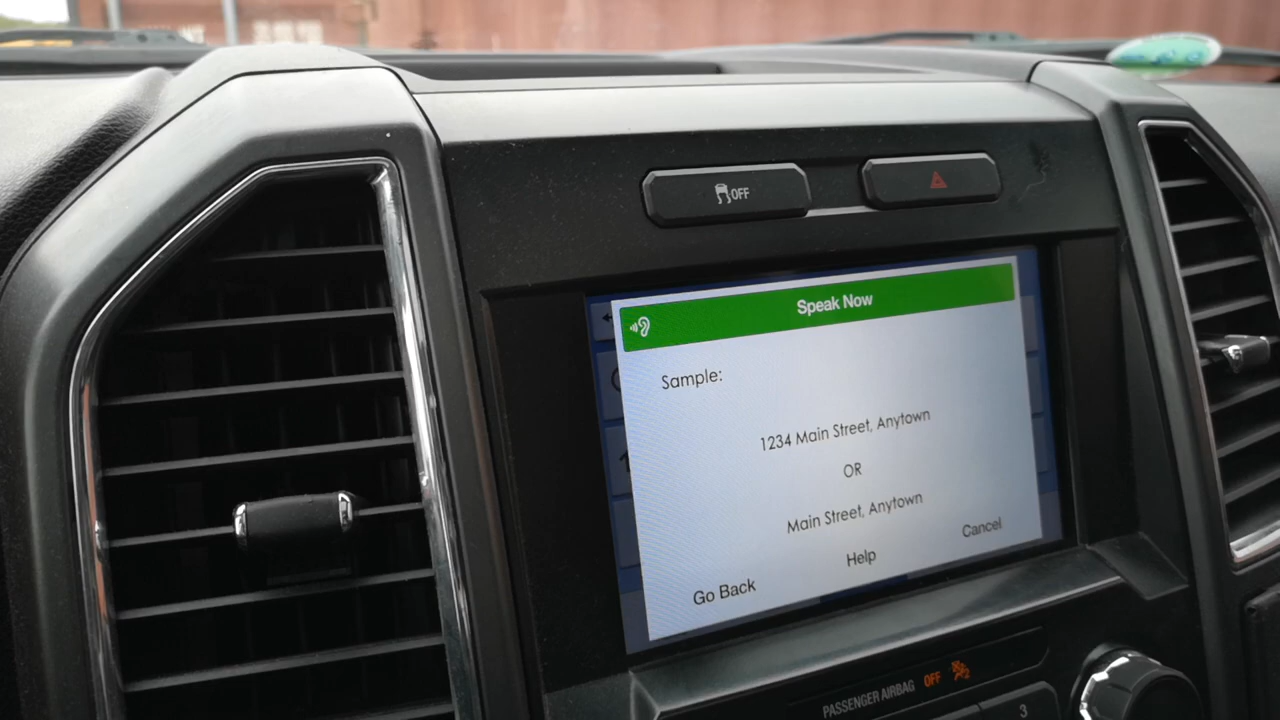 OFF
Speak Now
Sample:
1234 Main Street, Anytown
OR
Main Street, Anytown
Cancel
Help
Go Back
PASSENGER AIRBAG OFF
3